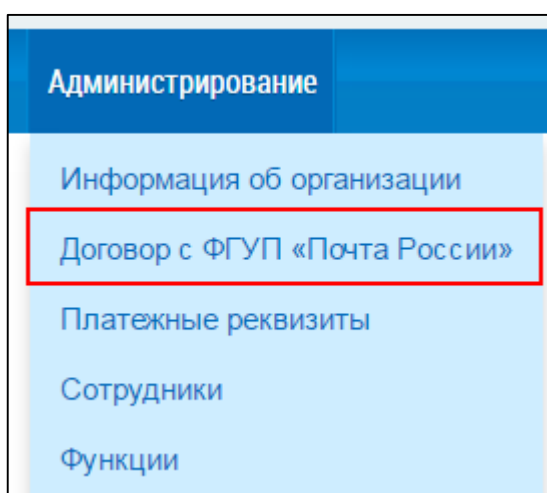 Администрирование
Информация об организации
Договор с ФГУП «Почта России»
Платежные реквизиты
Сотрудники
Функции